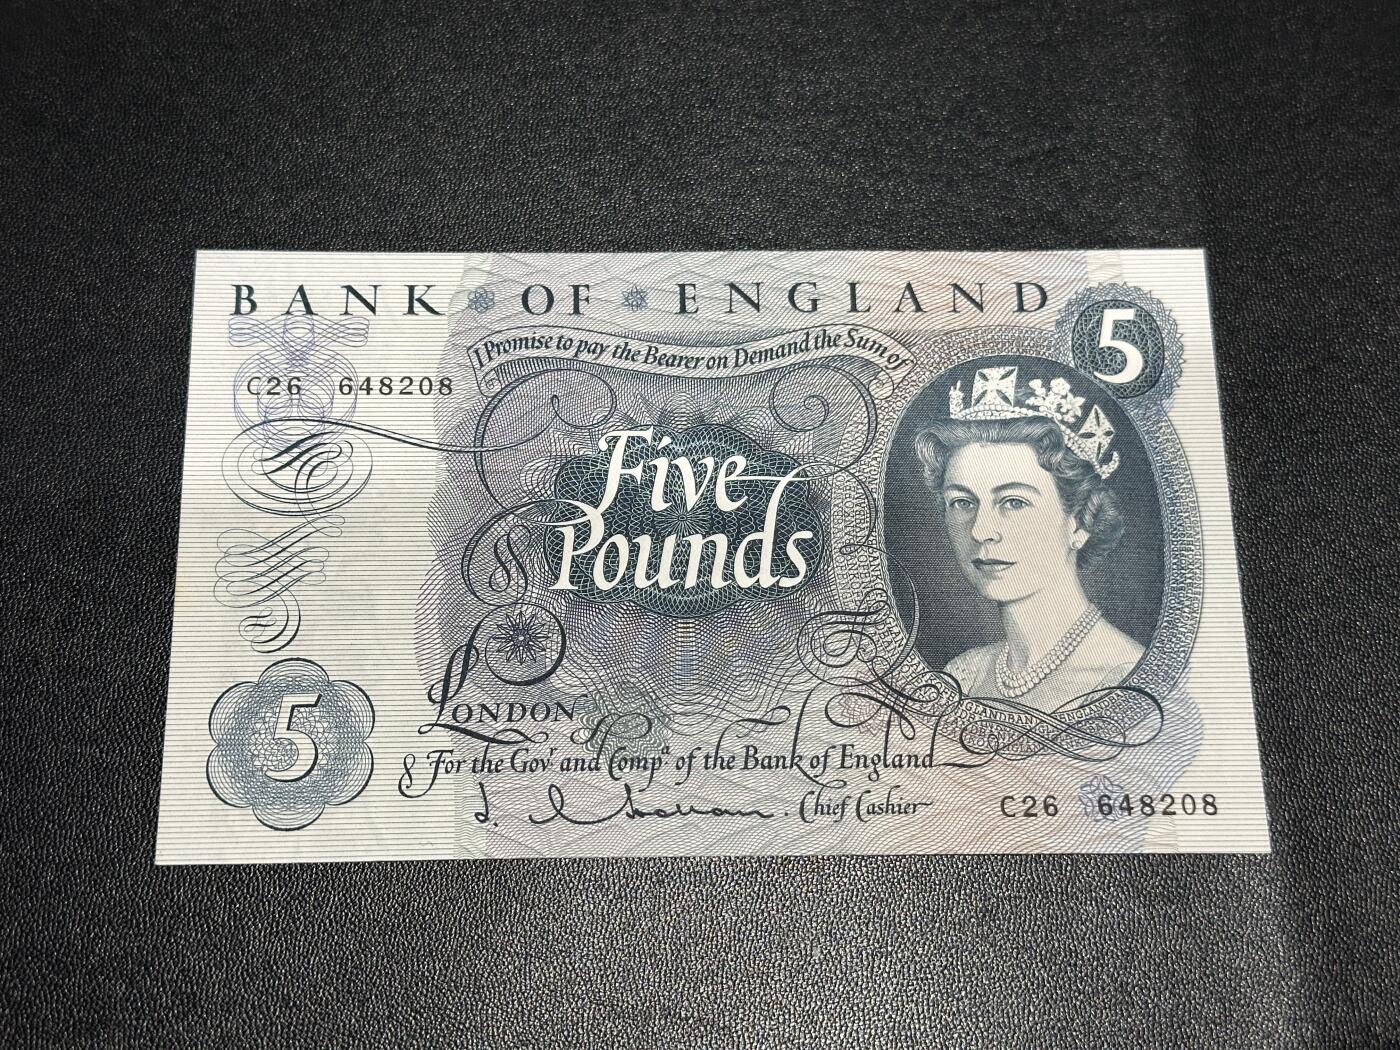 BANK OF ENGLAND
5
I Promise to pay the Bearer on Demand the Sum of
C26 648208
Five
Pounds
LONDON
5
For the Govr and Compa of the Bank of England
Chief Cashier
C26 648208